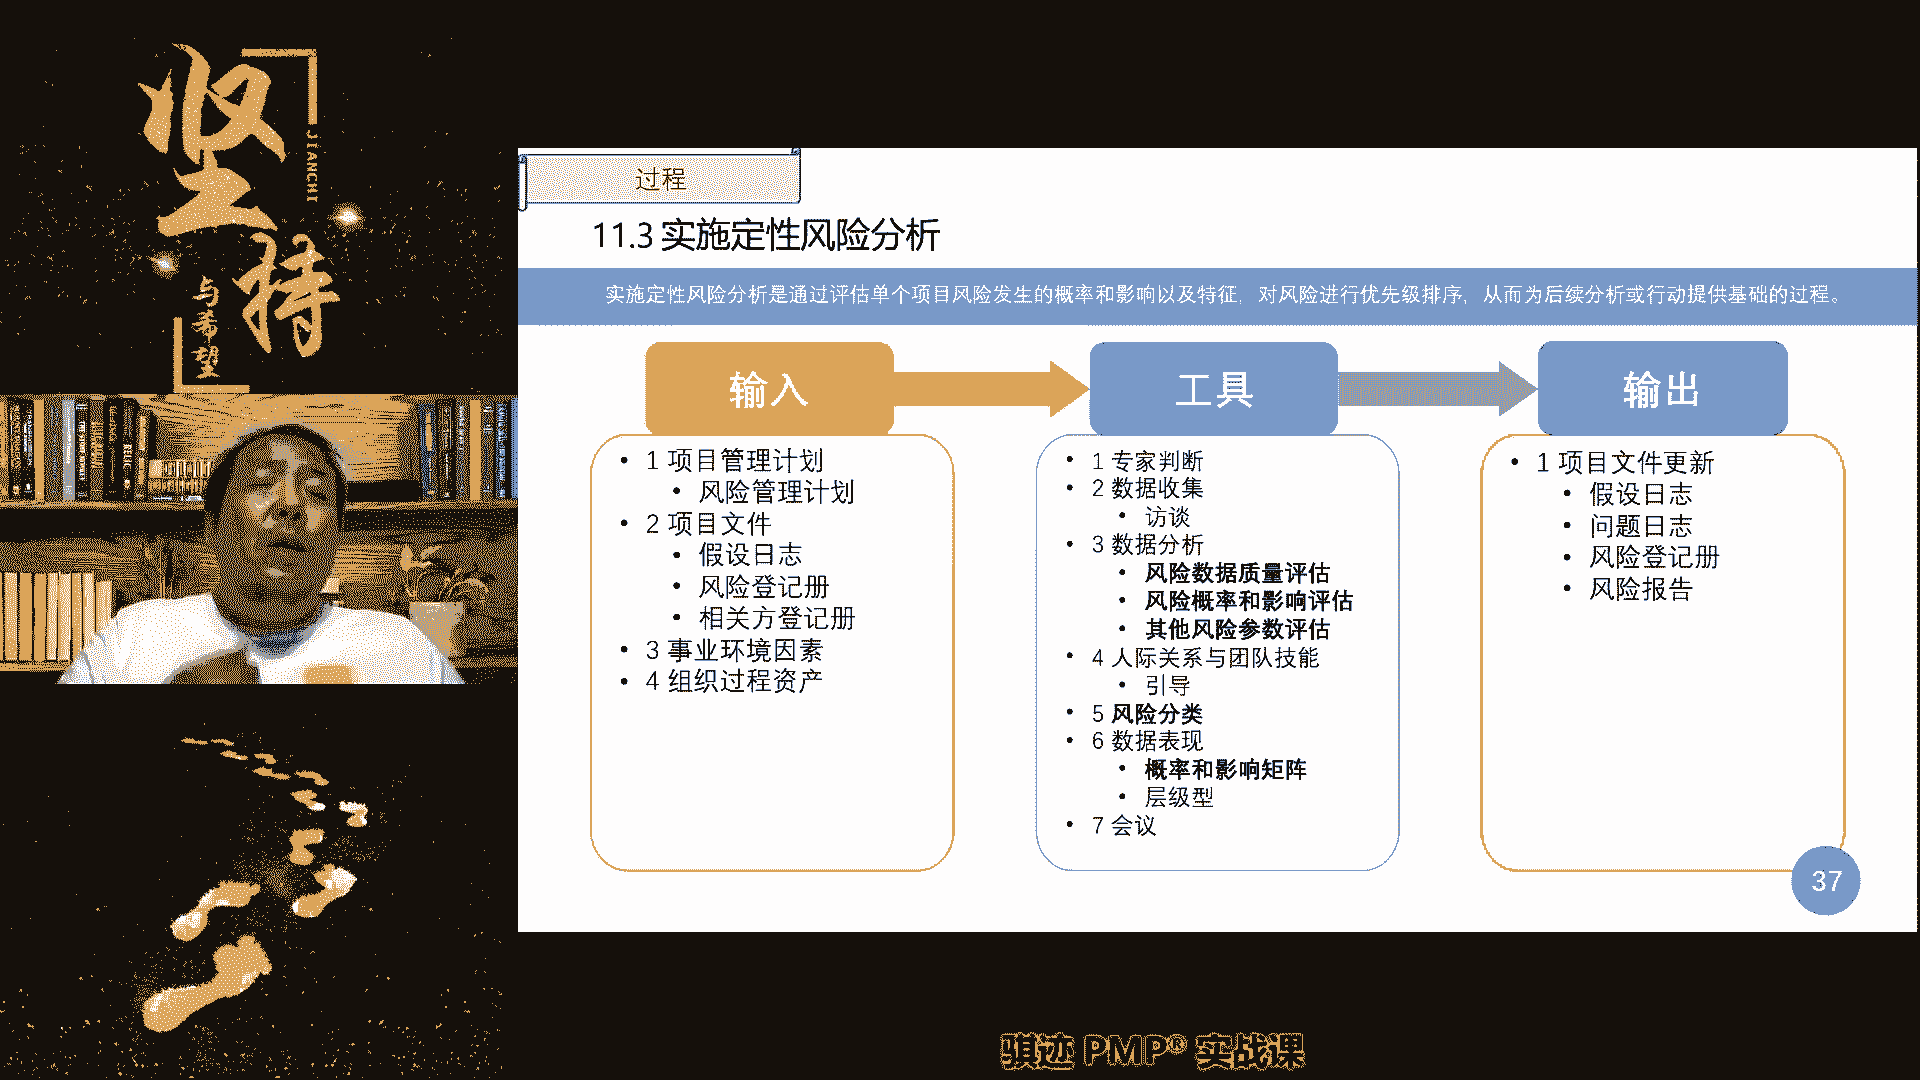 坚持
JIANCHI
与希望
过程
11.3 实施定性风险分析
实施定性风险分析是通过评估单个项目风险发生的概率和影响以及特征，对风险进行优先级排序，从而为后续分析或行动提供基础的过程。
输入
• 1 项目管理计划
• 风险管理计划
• 2 项目文件
• 假设日志
• 风险登记册
• 相关方登记册
• 3 事业环境因素
• 4 组织过程资产
工具
• 1 专家判断
• 2 数据收集
• 访谈
• 3 数据分析
• 风险数据质量评估
• 风险概率和影响评估
• 其他风险参数评估
• 4 人际关系与团队技能
• 引导
• 5 风险分类
• 6 数据表现
• 概率和影响矩阵
• 层级型
• 7 会议
输出
• 1 项目文件更新
• 假设日志
• 问题日志
• 风险登记册
• 风险报告
37
骐迹 PMP® 实战课